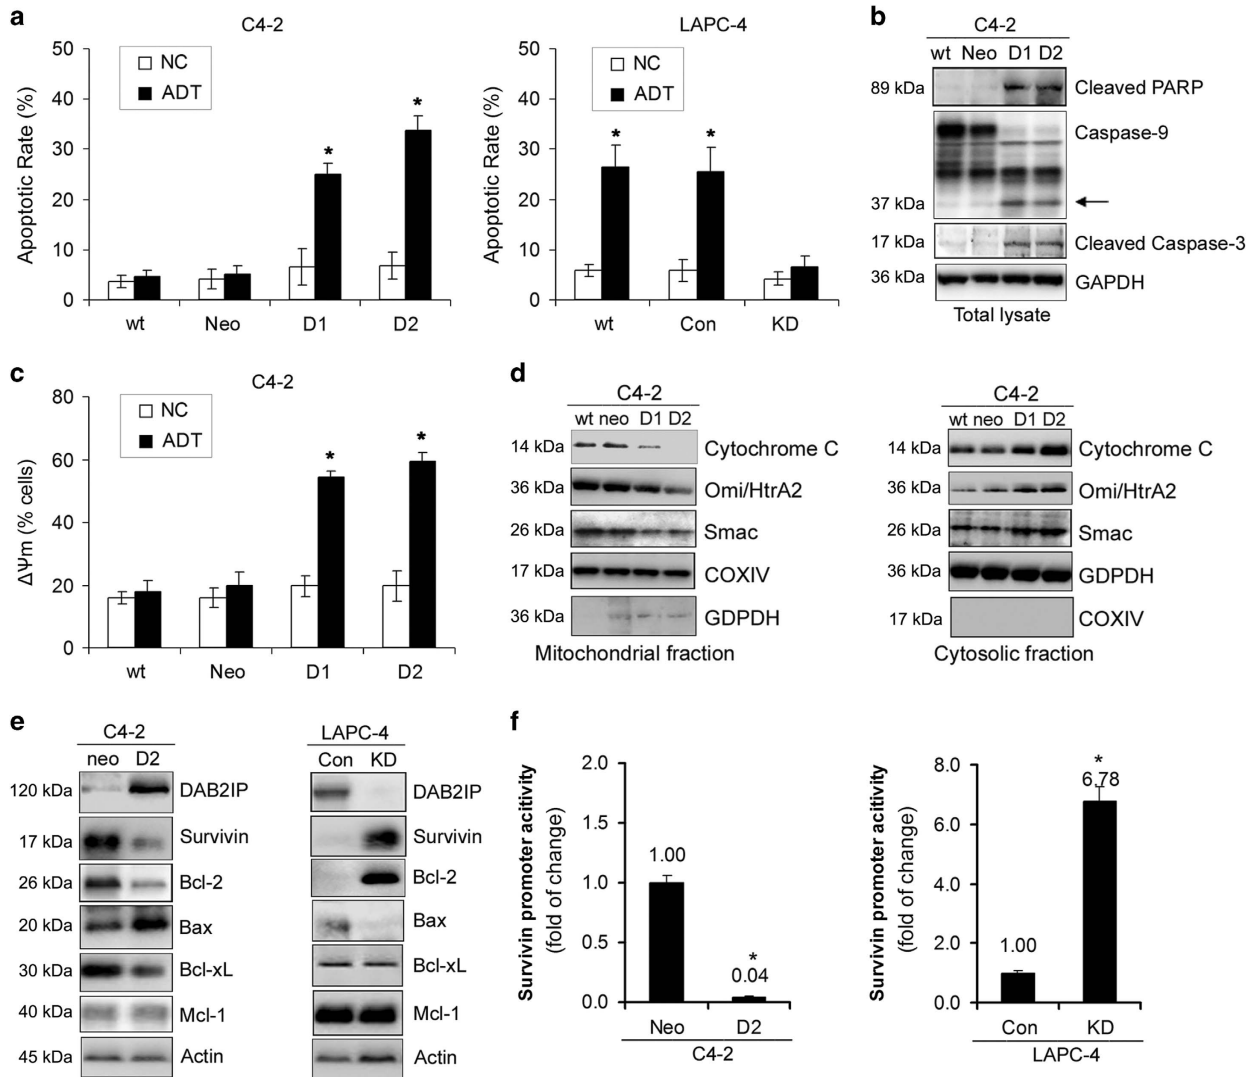 a
C4-2
Apoptotic Rate (%)
50
40
30
20
10
0
NC
ADT
*
*
wt Neo D1 D2
LAPC-4
Apoptotic Rate (%)
50
40
30
20
10
0
NC
ADT
*
*
wt Con KD
b
C4-2
wt Neo D1 D2
89 kDa Cleaved PARP
Caspase-9
37 kDa
17 kDa Cleaved Caspase-3
36 kDa GAPDH
Total lysate
c
C4-2
ΔΨm (% cells)
80
60
40
20
0
NC
ADT
*
*
wt Neo D1 D2
d
C4-2
wt neo D1 D2
14 kDa Cytochrome C
36 kDa Omi/HtrA2
26 kDa Smac
17 kDa COXIV
36 kDa GDPDH
Mitochondrial fraction
C4-2
wt neo D1 D2
14 kDa Cytochrome C
36 kDa Omi/HtrA2
26 kDa Smac
36 kDa GDPDH
17 kDa COXIV
Cytosolic fraction
e
C4-2
neo D2
120 kDa DAB2IP
17 kDa Survivin
26 kDa Bcl-2
20 kDa Bax
30 kDa Bcl-xL
40 kDa Mcl-1
45 kDa Actin
LAPC-4
Con KD
DAB2IP
Survivin
Bcl-2
Bax
Bcl-xL
Mcl-1
Actin
f
Survivin promoter acitivity
(fold of change)
2.0
1.5
1.0
0.5
0.0
1.00
*
0.04
Neo D2
C4-2
Survivin promoter acitivity
(fold of change)
8.0
6.0
4.0
2.0
0.0
1.00
*
6.78
Con KD
LAPC-4